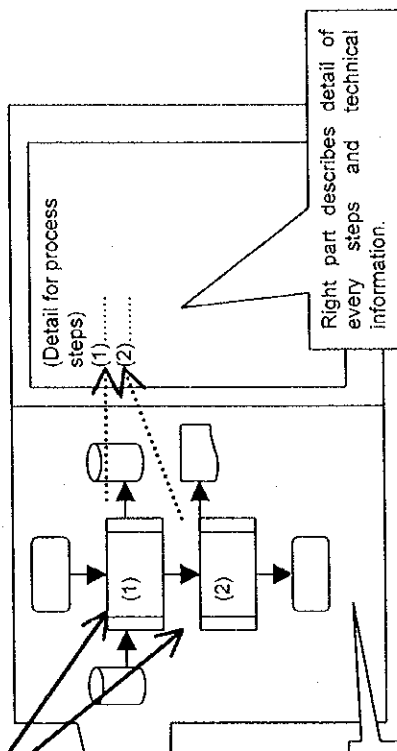 (Detail for process
steps)
(1)..........
(2)..........
(1)
(2)
Right part describes detail of
every steps and technical
information.